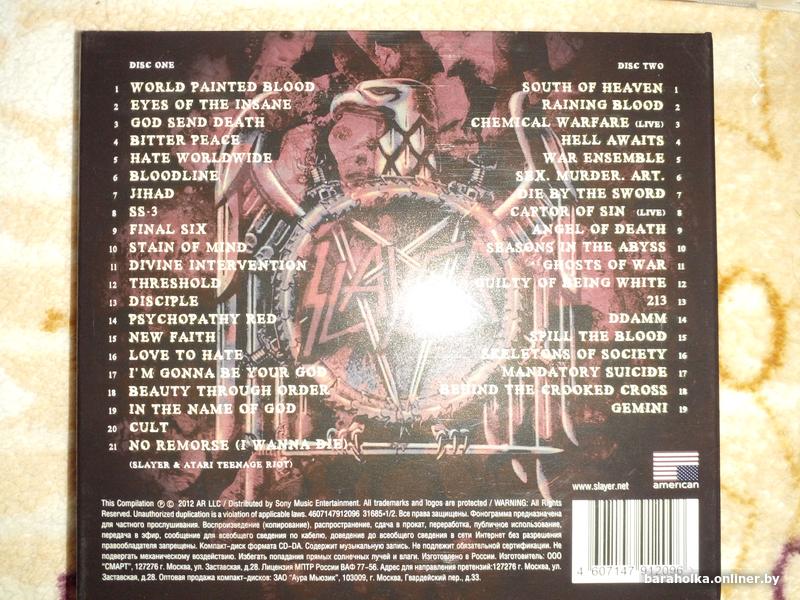 DISC ONE
1 WORLD PAINTED BLOOD
2 EYES OF THE INSANE
3 GOD SEND DEATH
4 BITTER PEACE
5 HATE WORLDWIDE
6 BLOODLINE
7 JIHAD
8 SS-3
9 FINAL SIX
10 STAIN OF MIND
11 DIVINE INTERVENTION
12 THRESHOLD
13 DISCIPLE
14 PSYCHOPATHY RED
15 NEW FAITH
16 LOVE TO HATE
17 I'M GONNA BE YOUR GOD
18 BEAUTY THROUGH ORDER
19 IN THE NAME OF GOD
20 CULT
21 NO REMORSE (I WANNA DIE)
(SLAYER & ATARI TEENAGE RIOT)
DISC TWO
SOUTH OF HEAVEN 1
RAINING BLOOD 2
CHEMICAL WARFARE (LIVE) 3
HELL AWAITS 4
WAR ENSEMBLE 5
SEX. MURDER. ART. 6
DIE BY THE SWORD 7
CAPTOR OF SIN (LIVE) 8
ANGEL OF DEATH 9
SEASONS IN THE ABYSS 10
GHOSTS OF WAR 11
GUILTY OF BEING WHITE 12
213 13
DDAMM 14
SPILL THE BLOOD 15
SKELETONS OF SOCIETY 16
MANDATORY SUICIDE 17
BEHIND THE CROOKED CROSS 18
GEMINI 19
SLAYER
www.slayer.net
american
This Compilation ℗ © 2012 AR LLC / Distributed by Sony Music Entertainment. All trademarks and logos are protected / WARNING: All Rights
Reserved. Unauthorized duplication is a violation of applicable laws. 4607147912096 31685-1/2. Все права защищены. Фонограмма предназначена
для частного прослушивания. Воспроизведение (копирование), распространение, сдача в прокат, переработка, публичное использование,
передача в эфир, сообщение для всеобщего сведения по кабелю, доведение до всеобщего сведения в сети Интернет без разрешения
правообладателя запрещены. Компакт-диск формата CD-DA. Содержит музыкальную запись. Не подлежит обязательной сертификации. Не
подвергать механическому воздействию. Избегать попадания прямых солнечных лучей и влаги. Изготовлено в России. Изготовитель: ООО
"СМАРТ", 127276 г. Москва, ул. Заставская, д.28. Лицензия МПТР России ВАФ 77-56. Адрес для направления претензий:127276 г. Москва, ул.
Заставская, д.28. Оптовая продажа компакт-дисков: ЗАО "Аура Мьюзик", 103009, г. Москва, Гвардейский пер., д.33.
4 607147 912096 >
baraholka.onliner.by